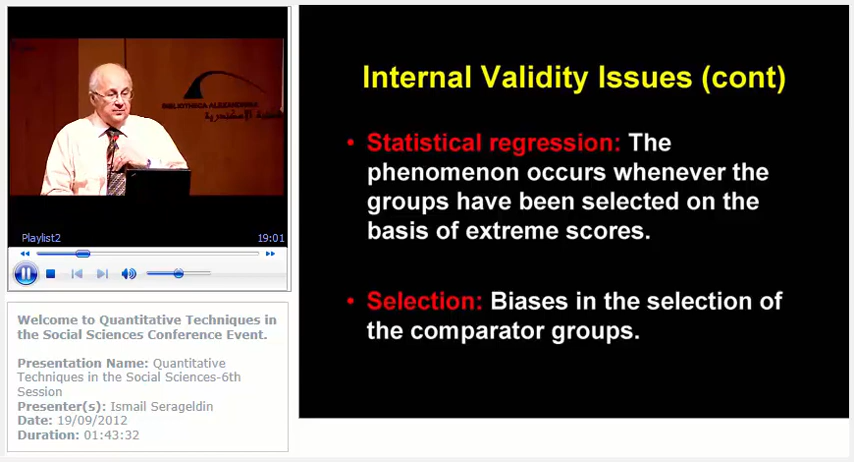 BIBLIOTHECA ALEXANDRINA
مكتبة الإسكندرية
Playlist2
19:01
Welcome to Quantitative Techniques in
the Social Sciences Conference Event.
Presentation Name: Quantitative
Techniques in the Social Sciences-6th
Session
Presenter(s): Ismail Serageldin
Date: 19/09/2012
Duration: 01:43:32
Internal Validity Issues (cont)
• Statistical regression: The
phenomenon occurs whenever the
groups have been selected on the
basis of extreme scores.
• Selection: Biases in the selection of
the comparator groups.